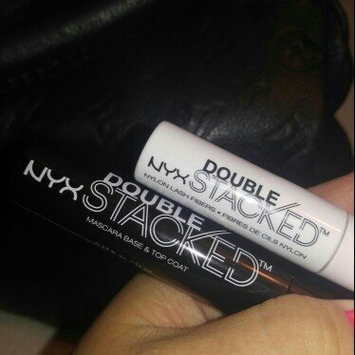 NYX DOUBLE STACKED™
NYLON LASH FIBERS • FIBRES DE CILS NYLON
NYX DOUBLE STACKED™
MASCARA BASE & TOP COAT